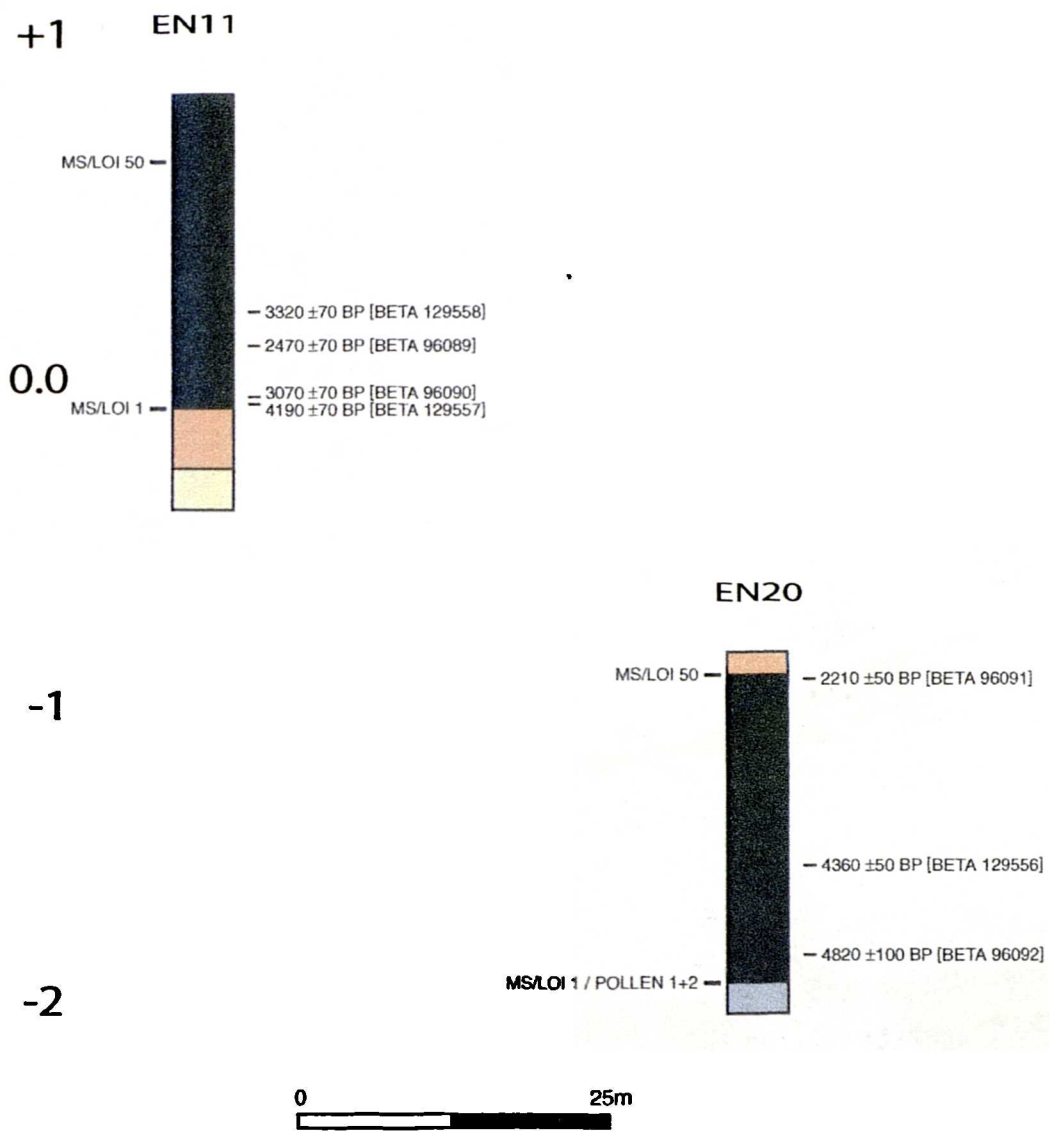 +1
EN11
MS/LOI 50
3320 ±70 BP [BETA 129558]
2470 ±70 BP [BETA 96089]
0.0
3070 ±70 BP [BETA 96090]
MS/LOI 1
4190 ±70 BP [BETA 129557]
EN20
MS/LOI 50
2210 ±50 BP [BETA 96091]
-1
4360 ±50 BP [BETA 129556]
4820 ±100 BP [BETA 96092]
MS/LOI 1 / POLLEN 1+2
-2
0
25m